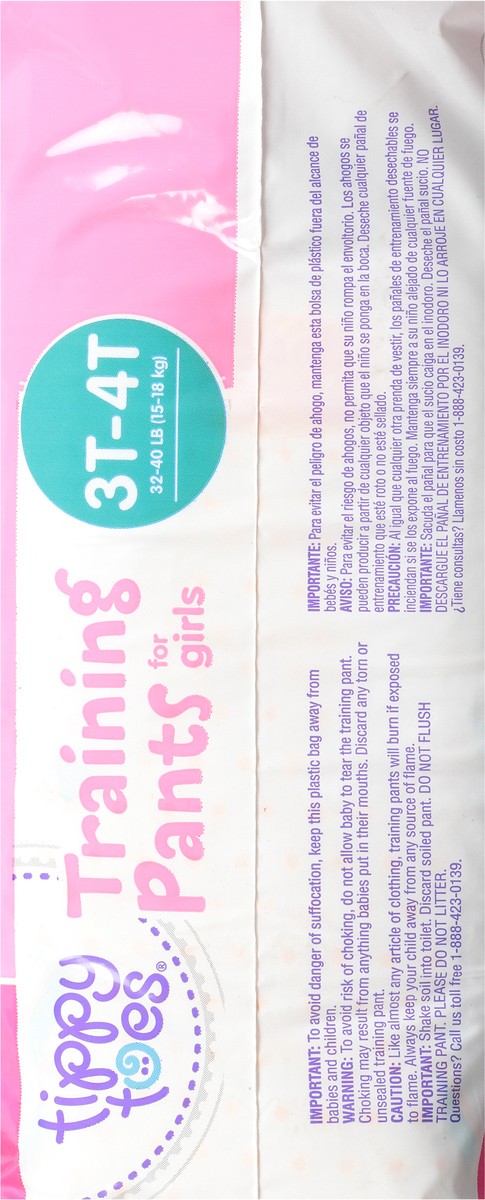 tippy
toes®
Training
Pants for
girls
3T-4T
32-40 LB (15-18 kg)
IMPORTANT: To avoid danger of suffocation, keep this plastic bag away from
babies and children.
WARNING: To avoid risk of choking, do not allow baby to tear the training pant.
Choking may result from anything babies put in their mouths. Discard any torn or
unsealed training pant.
CAUTION: Like almost any article of clothing, training pants will burn if exposed
to flame. Always keep your child away from any source of flame.
IMPORTANT: Shake soil into toilet. Discard soiled pant. DO NOT FLUSH
TRAINING PANT. PLEASE DO NOT LITTER.
Questions? Call us toll free 1-888-423-0139.
IMPORTANTE: Para evitar el peligro de ahogo, mantenga esta bolsa de plástico fuera del alcance de
bebés y niños.
AVISO: Para evitar el riesgo de ahogos, no permita que su niño rompa el envoltorio. Los ahogos se
pueden producir a partir de cualquier objeto que el niño se ponga en la boca. Deseche cualquier pañal de
entrenamiento que esté roto o no esté sellado.
PRECAUCIÓN: Al igual que cualquier otra prenda de vestir, los pañales de entrenamiento desechables se
inciendan si se los expone al fuego. Mantenga siempre a su niño alejado de cualquier fuente de fuego.
IMPORTANTE: Sacuda el pañal para que el sucio caiga en el inodoro. Deseche el pañal sucio. NO
DESCARGUE EL PAÑAL DE ENTRENAMIENTO POR EL INODORO NI LO ARROJE EN CUALQUIER LUGAR.
¿Tiene consultas? Llamenos sin costo 1-888-423-0139.